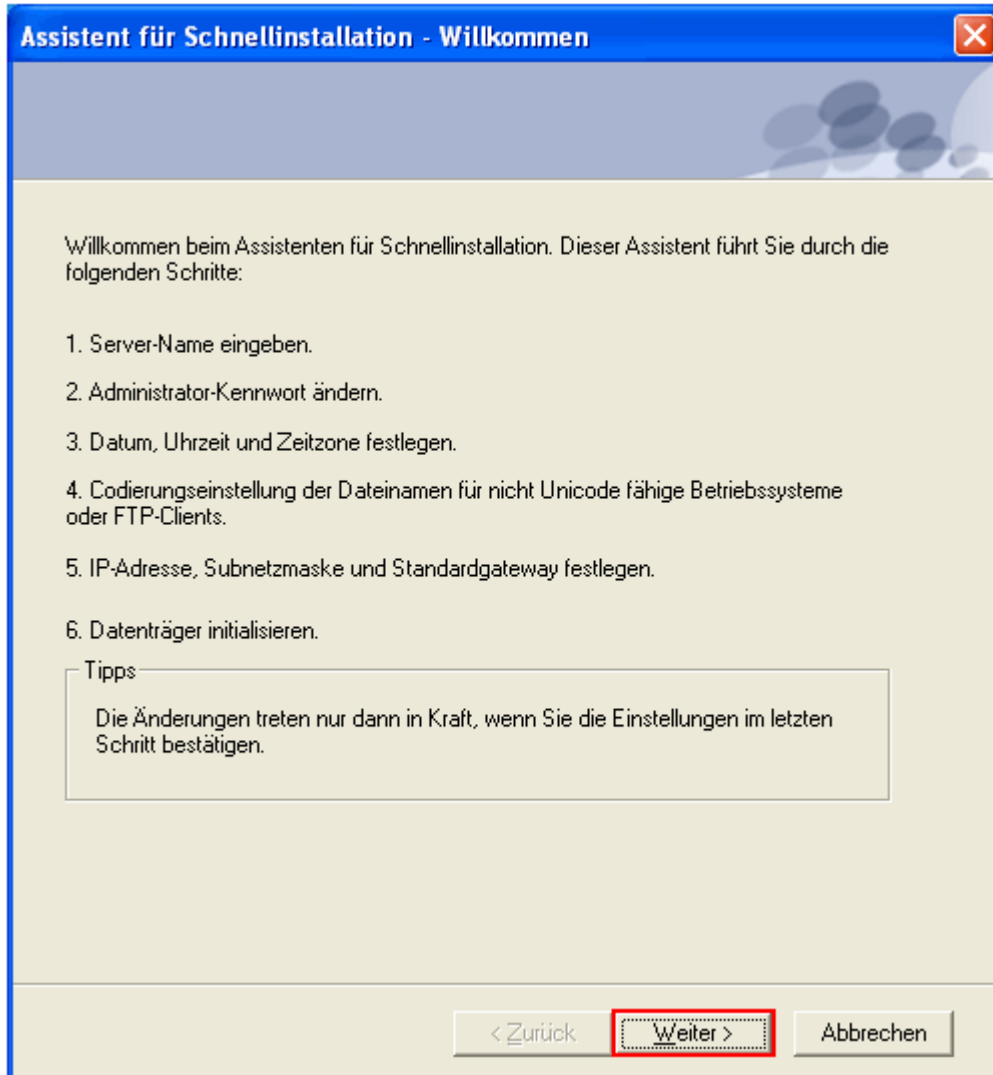 Assistent für Schnellinstallation - Willkommen
Willkommen beim Assistenten für Schnellinstallation. Dieser Assistent führt Sie durch die
folgenden Schritte:
1. Server-Name eingeben.
2. Administrator-Kennwort ändern.
3. Datum, Uhrzeit und Zeitzone festlegen.
4. Codierungseinstellung der Dateinamen für nicht Unicode fähige Betriebssysteme
oder FTP-Clients.
5. IP-Adresse, Subnetzmaske und Standardgateway festlegen.
6. Datenträger initialisieren.
Tipps
Die Änderungen treten nur dann in Kraft, wenn Sie die Einstellungen im letzten
Schritt bestätigen.
< Zurück Weiter > Abbrechen